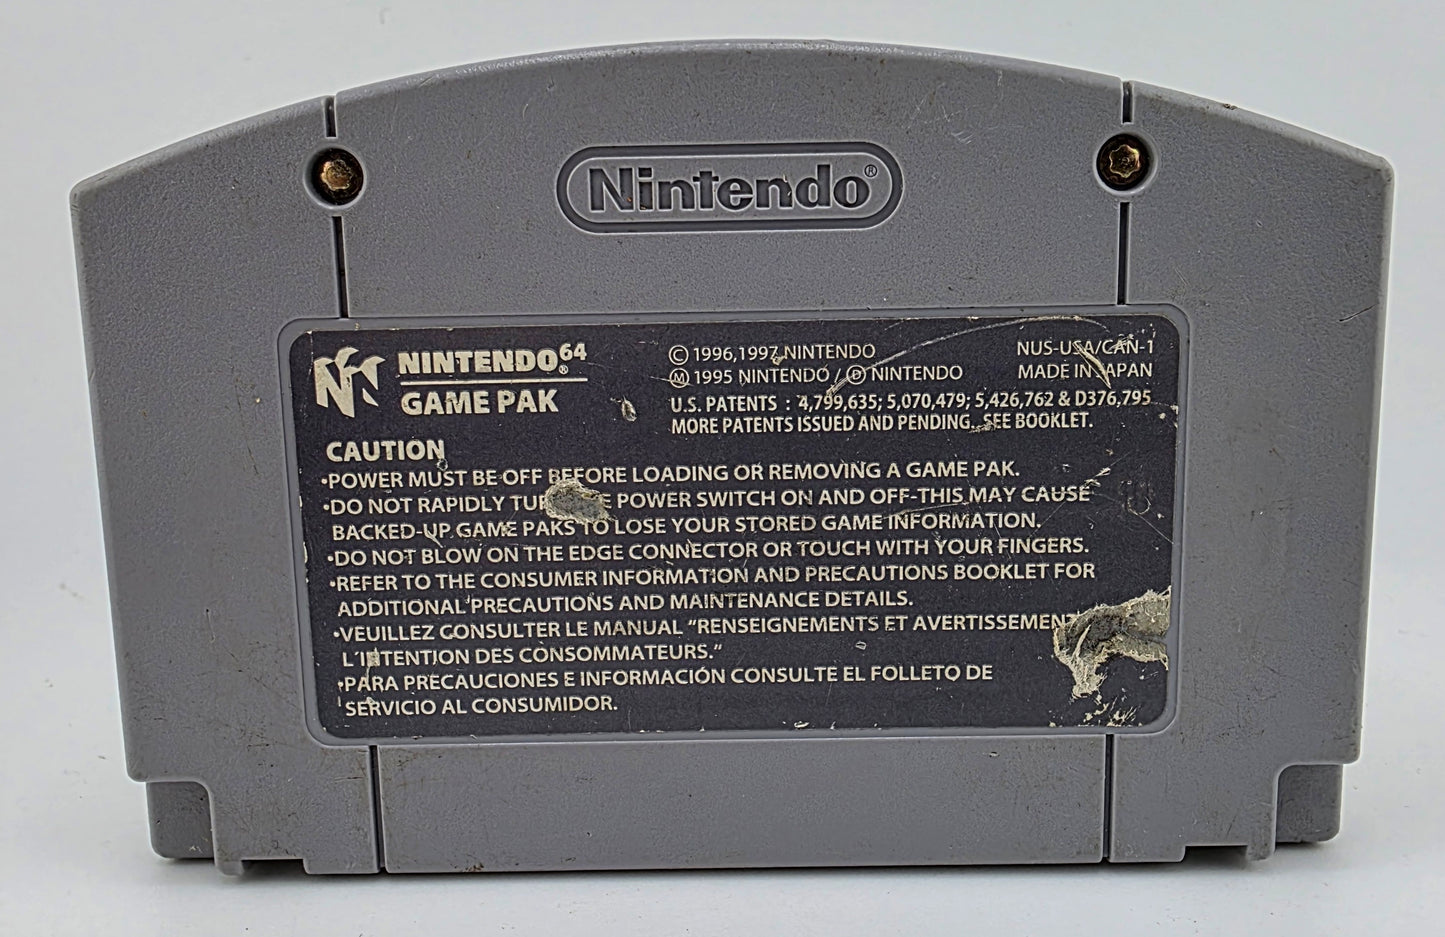 Nintendo®
NINTENDO64®
GAME PAK
© 1996,1997 NINTENDO
Ⓜ 1995 NINTENDO / Ⓓ NINTENDO
NUS-USA/CAN-1
MADE IN JAPAN
U.S. PATENTS : 4,799,635; 5,070,479; 5,426,762 & D376,795
MORE PATENTS ISSUED AND PENDING. SEE BOOKLET.
CAUTION
•POWER MUST BE OFF BEFORE LOADING OR REMOVING A GAME PAK.
•DO NOT RAPIDLY POWER SWITCH ON AND OFF-THIS MAY CAUSE
BACKED-UP GAME PAKS TO LOSE YOUR STORED GAME INFORMATION.
•DO NOT BLOW ON THE EDGE CONNECTOR OR TOUCH WITH YOUR FINGERS.
•REFER TO THE CONSUMER INFORMATION AND PRECAUTIONS BOOKLET FOR
ADDITIONAL PRECAUTIONS AND MAINTENANCE DETAILS.
•VEUILLEZ CONSULTER LE MANUAL "RENSEIGNEMENTS ET AVERTISSEMENT
L'INTENTION DES CONSOMMATEURS."
•PARA PRECAUCIONES E INFORMACIÓN CONSULTE EL FOLLETO DE
SERVICIO AL CONSUMIDOR.